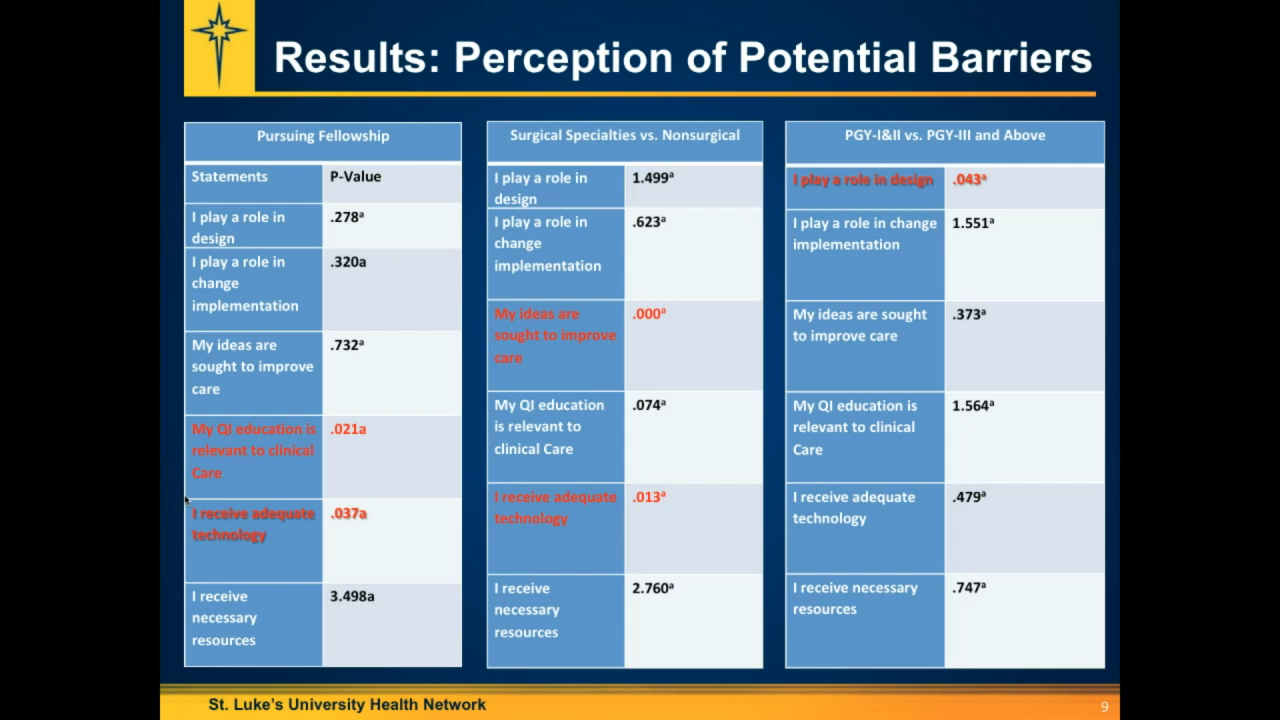 Results: Perception of Potential Barriers
Pursuing Fellowship
Statements P-Value
I play a role in .278ª
design
I play a role in .320a
change
implementation
My ideas are .732ª
sought to improve
care
My QI education is .021a
relevant to clinical
Care
I receive adequate .037a
technology
I receive 3.498a
necessary
resources
Surgical Specialties vs. Nonsurgical
I play a role in 1.499ª
design
I play a role in .623ª
change
implementation
My ideas are .000ª
sought to improve
care
My QI education .074ª
is relevant to
clinical Care
I receive adequate .013ª
technology
I receive 2.760ª
necessary
resources
PGY-I&II vs. PGY-III and Above
I play a role in design .043ª
I play a role in change 1.551ª
implementation
My ideas are sought .373ª
to improve care
My QI education is 1.564ª
relevant to clinical
Care
I receive adequate .479ª
technology
I receive necessary .747ª
resources
St. Luke's University Health Network
9